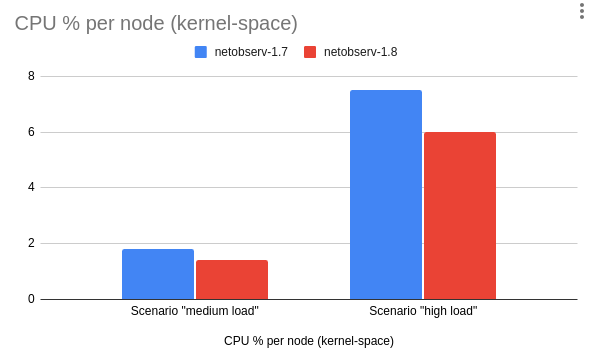 CPU % per node (kernel-space)
netobserv-1.7 netobserv-1.8
8
6
4
2
0
Scenario "medium load" Scenario "high load"
CPU % per node (kernel-space)